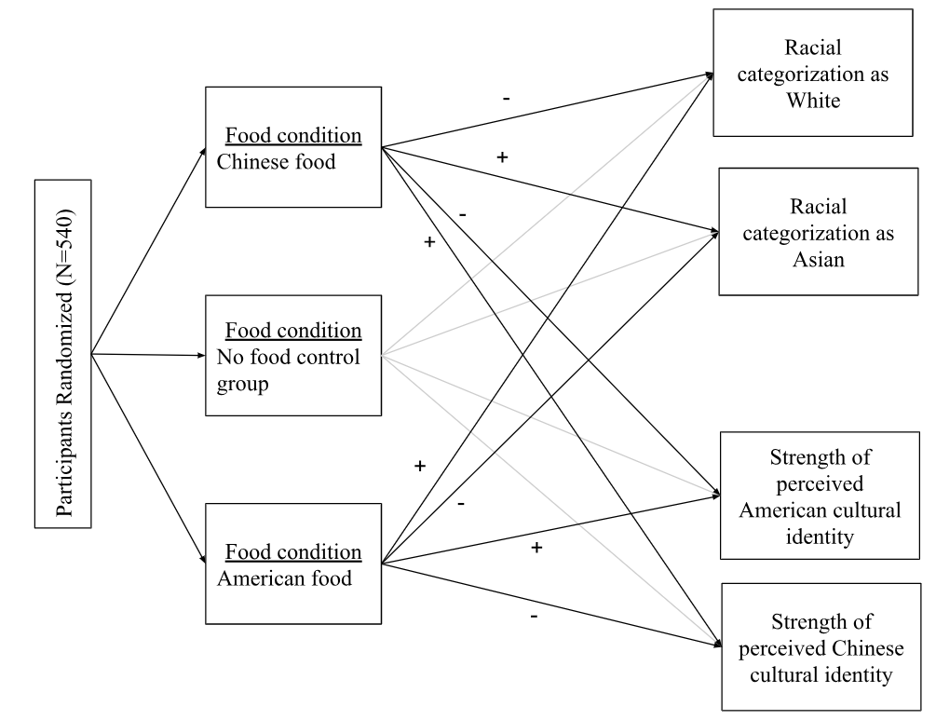 Participants Randomized (N=540)
Food condition
Chinese food
Food condition
No food control
group
Food condition
American food
-
+
-
+
+
-
+
-
Racial
categorization as
White
Racial
categorization as
Asian
Strength of
perceived
American cultural
identity
Strength of
perceived Chinese
cultural identity